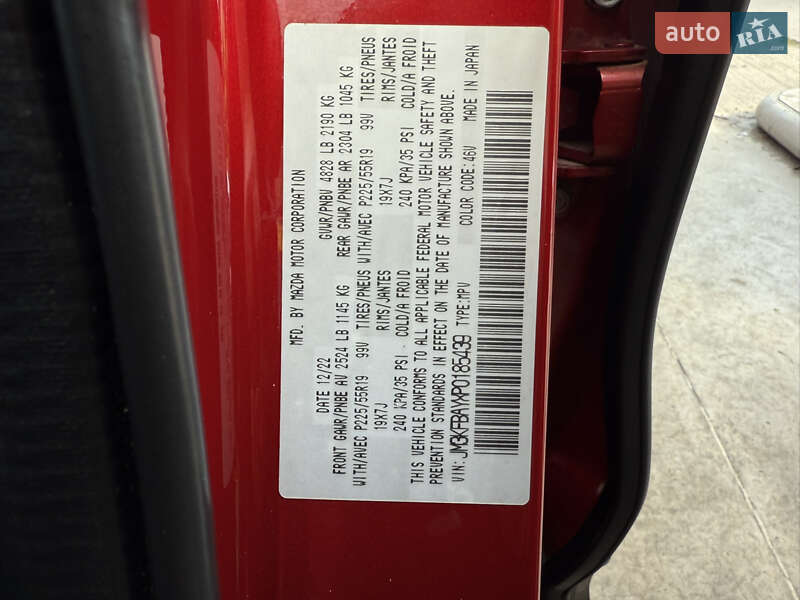 MFD. BY MAZDA MOTOR CORPORATION
DATE 12/22 GVWR/PNBV 4828 LB 2190 KG
FRONT GAWR/PNBE AV 2524 LB 1145 KG REAR GAWR/PNBE AR 2304 LB 1045 KG
WITH/AVEC P225/55R19 99V TIRES/PNEUS WITH/AVEC P225/55R19 99V TIRES/PNEUS
19X7J RIMS/JANTES 19X7J RIMS/JANTES
240 KPA/35 PSI COLD/A FROID 240 KPA/35 PSI COLD/A FROID
THIS VEHICLE CONFORMS TO ALL APPLICABLE FEDERAL MOTOR VEHICLE SAFETY AND THEFT
PREVENTION STANDARDS IN EFFECT ON THE DATE OF MANUFACTURE SHOWN ABOVE.
VIN: JM3KFBAYXP0185439 TYPE:MPV COLOR CODE:46V MADE IN JAPAN
auto RIA.com